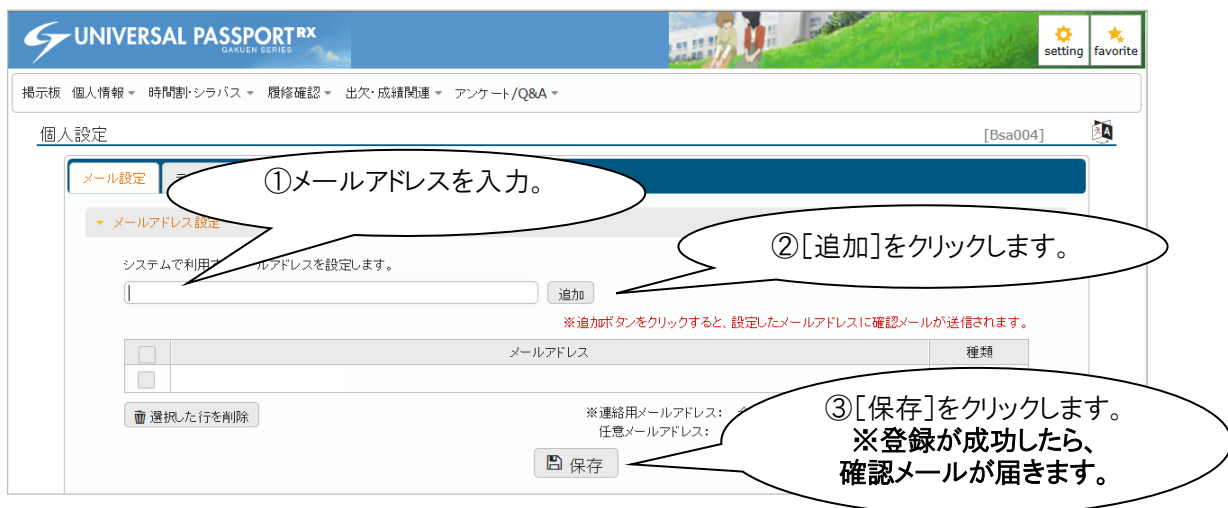 UNIVERSAL PASSPORT RX
GAKUEN SERIES
setting favorite
掲示板 個人情報 時間割・シラバス 履修確認 出欠・成績関連 アンケート/Q&A
個人設定 [Bsa004]
メール設定
①メールアドレスを入力。
メールアドレス設定
②[追加]をクリックします。
システムで利用す ルアドレスを設定します。
追加
※追加ボタンをクリックすると、設定したメールアドレスに確認メールが送信されます。
メールアドレス 種類
選択した行を削除
※連絡用メールアドレス：
任意メールアドレス：
保存
③[保存]をクリックします。
※登録が成功したら、
確認メールが届きます。